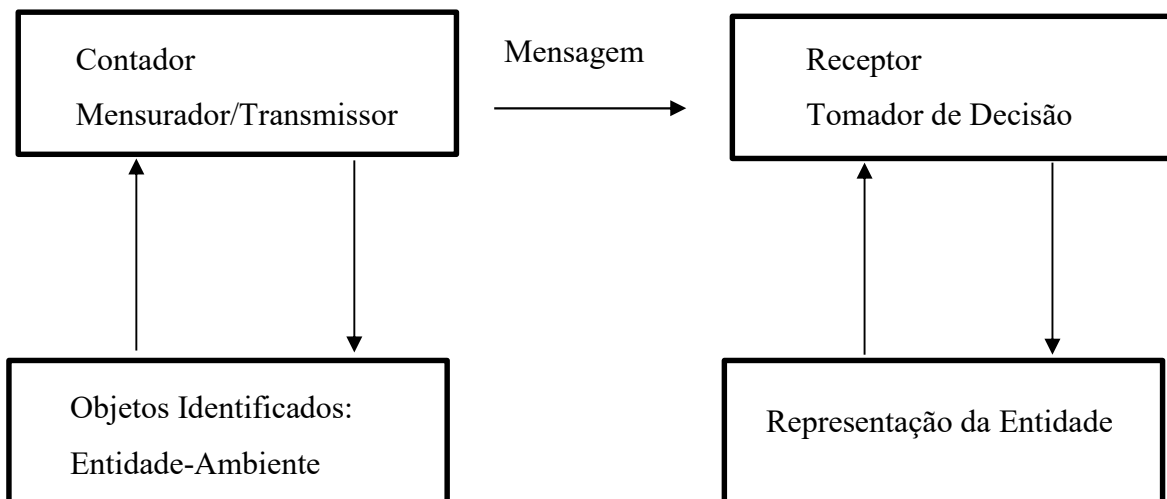 Contador
Mensurador/Transmissor
Mensagem
Receptor
Tomador de Decisão
Objetos Identificados:
Entidade-Ambiente
Representação da Entidade